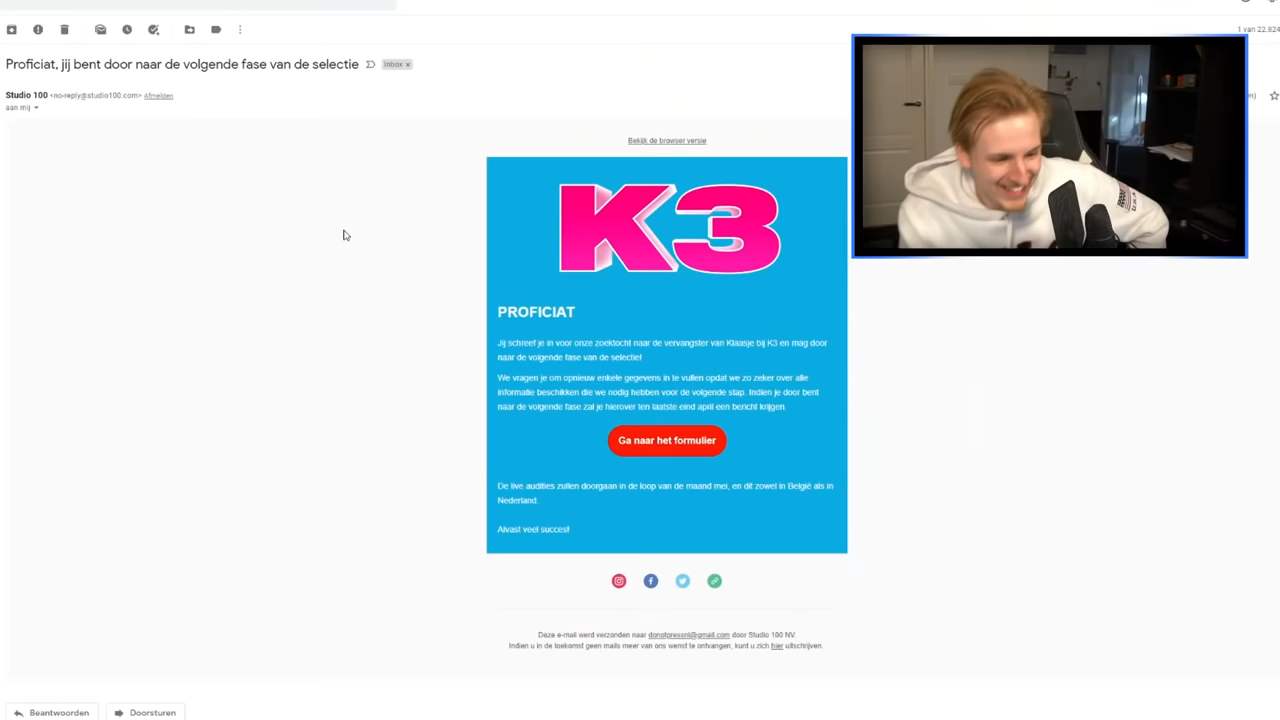 1 van 22.824
Proficiat, jij bent door naar de volgende fase van de selectie Inbox x
Studio 100 <no-reply@studio100.com> Afmelden
aan mij
Bekijk de browser versie
K3
PROFICIAT
Jij schreef je in voor onze zoektocht naar de vervangster van Klaasje bij K3 en mag door
naar de volgende fase van de selectie!
We vragen je om opnieuw enkele gegevens in te vullen opdat we zo zeker over alle
informatie beschikken die we nodig hebben voor de volgende stap. Indien je door bent
naar de volgende fase zal je hierover ten laatste eind april een bericht krijgen.
Ga naar het formulier
De live audities zullen doorgaan in de loop van de maand mei, en dit zowel in België als in
Nederland.
Alvast veel succes!
Deze e-mail werd verzonden naar donotpressnl@gmail.com door Studio 100 NV.
Indien u in de toekomst geen mails meer van ons wenst te ontvangen, kunt u zich hier uitschrijven.
Beantwoorden Doorsturen